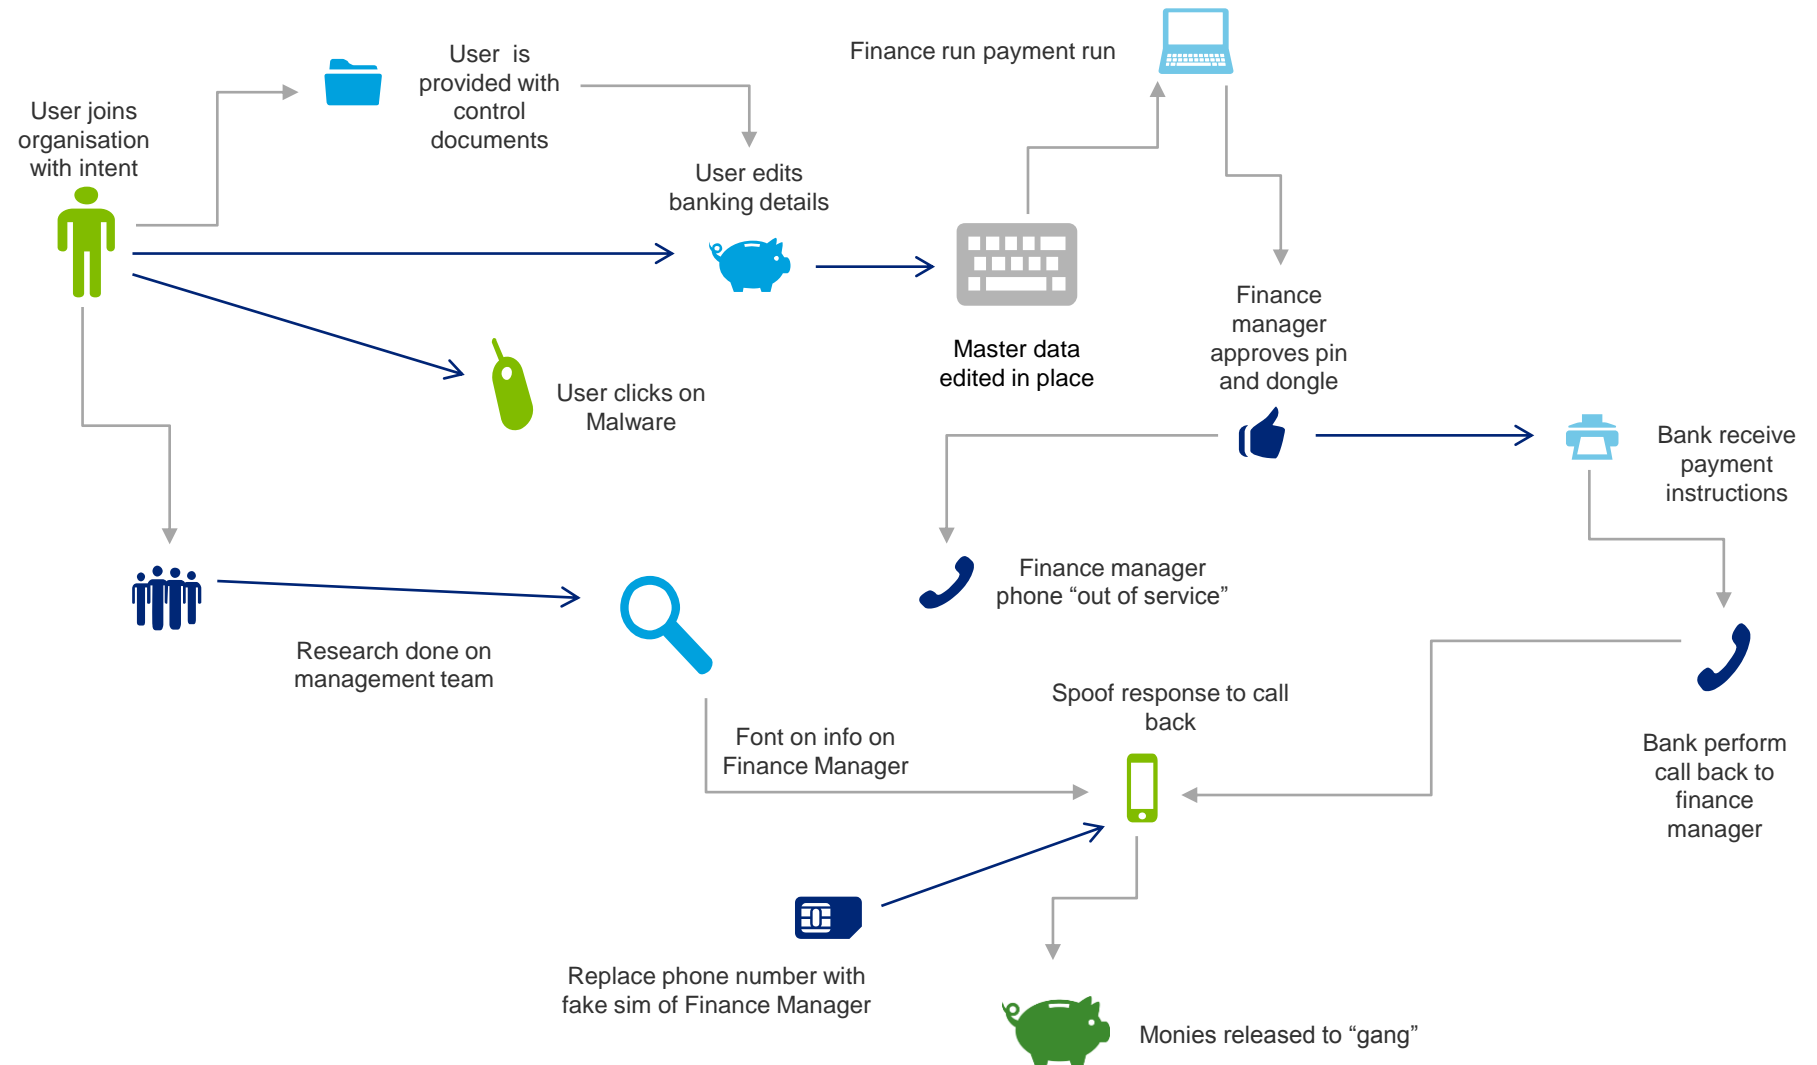 User joins
organisation
with intent
User  is
provided with
control
documents
User edits
banking details
Finance run payment run
Master data
edited in place
Finance
manager
approves pin
and dongle
User clicks on
Malware
Bank receive
payment
instructions
Finance manager
phone “out of service”
Research done on
management team
Font on info on
Finance Manager
Spoof response to call
back
Bank perform
call back to
finance
manager
Replace phone number with
fake sim of Finance Manager
Monies released to “gang”